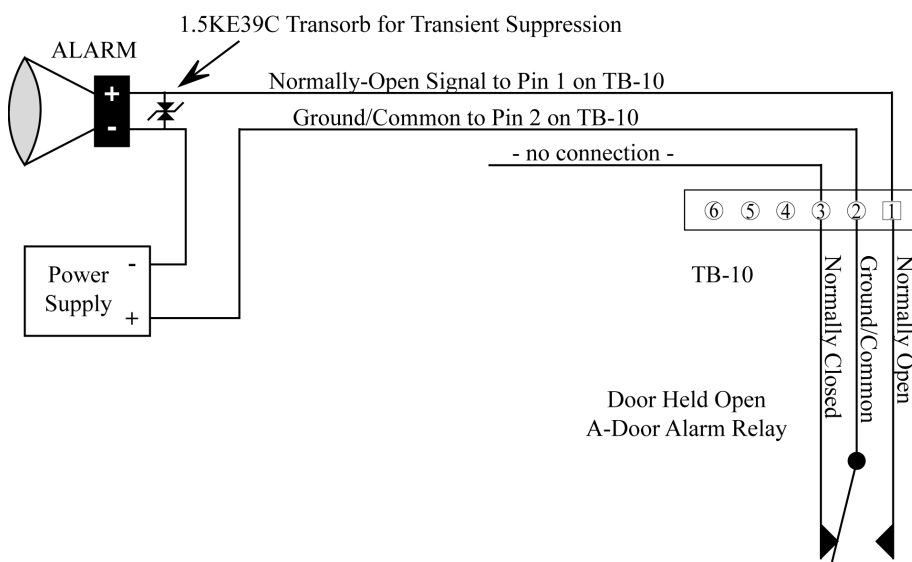 1.5KE39C Transorb for Transient Suppression
ALARM
+
-
Normally-Open Signal to Pin 1 on TB-10
Ground/Common to Pin 2 on TB-10
- no connection -
6 5 4 3 2 1
TB-10
Power
Supply
-
+
Normally Closed
Ground/Common
Normally Open
Door Held Open
A-Door Alarm Relay